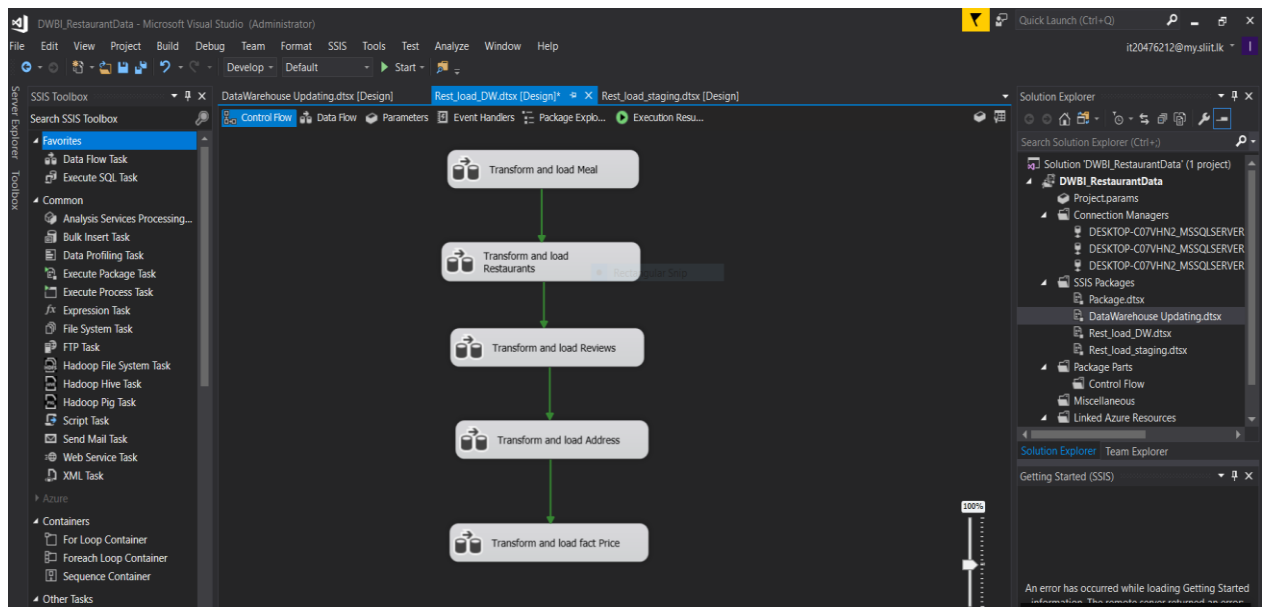 DWBI_RestaurantData - Microsoft Visual Studio (Administrator)
Quick Launch (Ctrl+Q)
File Edit View Project Build Debug Team Format SSIS Tools Test Analyze Window Help
it20476212@my.sliit.lk
I
Develop Default Start
Server Explorer
Toolbox
SSIS Toolbox
Search SSIS Toolbox
Favorites
Data Flow Task
Execute SQL Task
Common
Analysis Services Processing...
Bulk Insert Task
Data Profiling Task
Execute Package Task
Execute Process Task
Expression Task
File System Task
FTP Task
Hadoop File System Task
Hadoop Hive Task
Hadoop Pig Task
Script Task
Send Mail Task
Web Service Task
XML Task
Azure
Containers
For Loop Container
Foreach Loop Container
Sequence Container
Other Tasks
DataWarehouse Updating.dtsx [Design]
Rest_load_DW.dtsx [Design]*
Rest_load_staging.dtsx [Design]
Control Flow Data Flow Parameters Event Handlers Package Explo... Execution Resu...
Transform and load Meal
Transform and load
Restaurants
Rectangular Snip
Transform and load Reviews
Transform and load Address
Transform and load fact Price
100%
Solution Explorer
Search Solution Explorer (Ctrl+;)
Solution 'DWBI_RestaurantData' (1 project)
DWBI_RestaurantData
Project.params
Connection Managers
DESKTOP-C07VHN2_MSSQLSERVER
DESKTOP-C07VHN2_MSSQLSERVER
DESKTOP-C07VHN2_MSSQLSERVER
SSIS Packages
Package.dtsx
DataWarehouse Updating.dtsx
Rest_load_DW.dtsx
Rest_load_staging.dtsx
Package Parts
Control Flow
Miscellaneous
Linked Azure Resources
Solution Explorer Team Explorer
Getting Started (SSIS)
An error has occurred while loading Getting Started
information. The remote server returned an error: